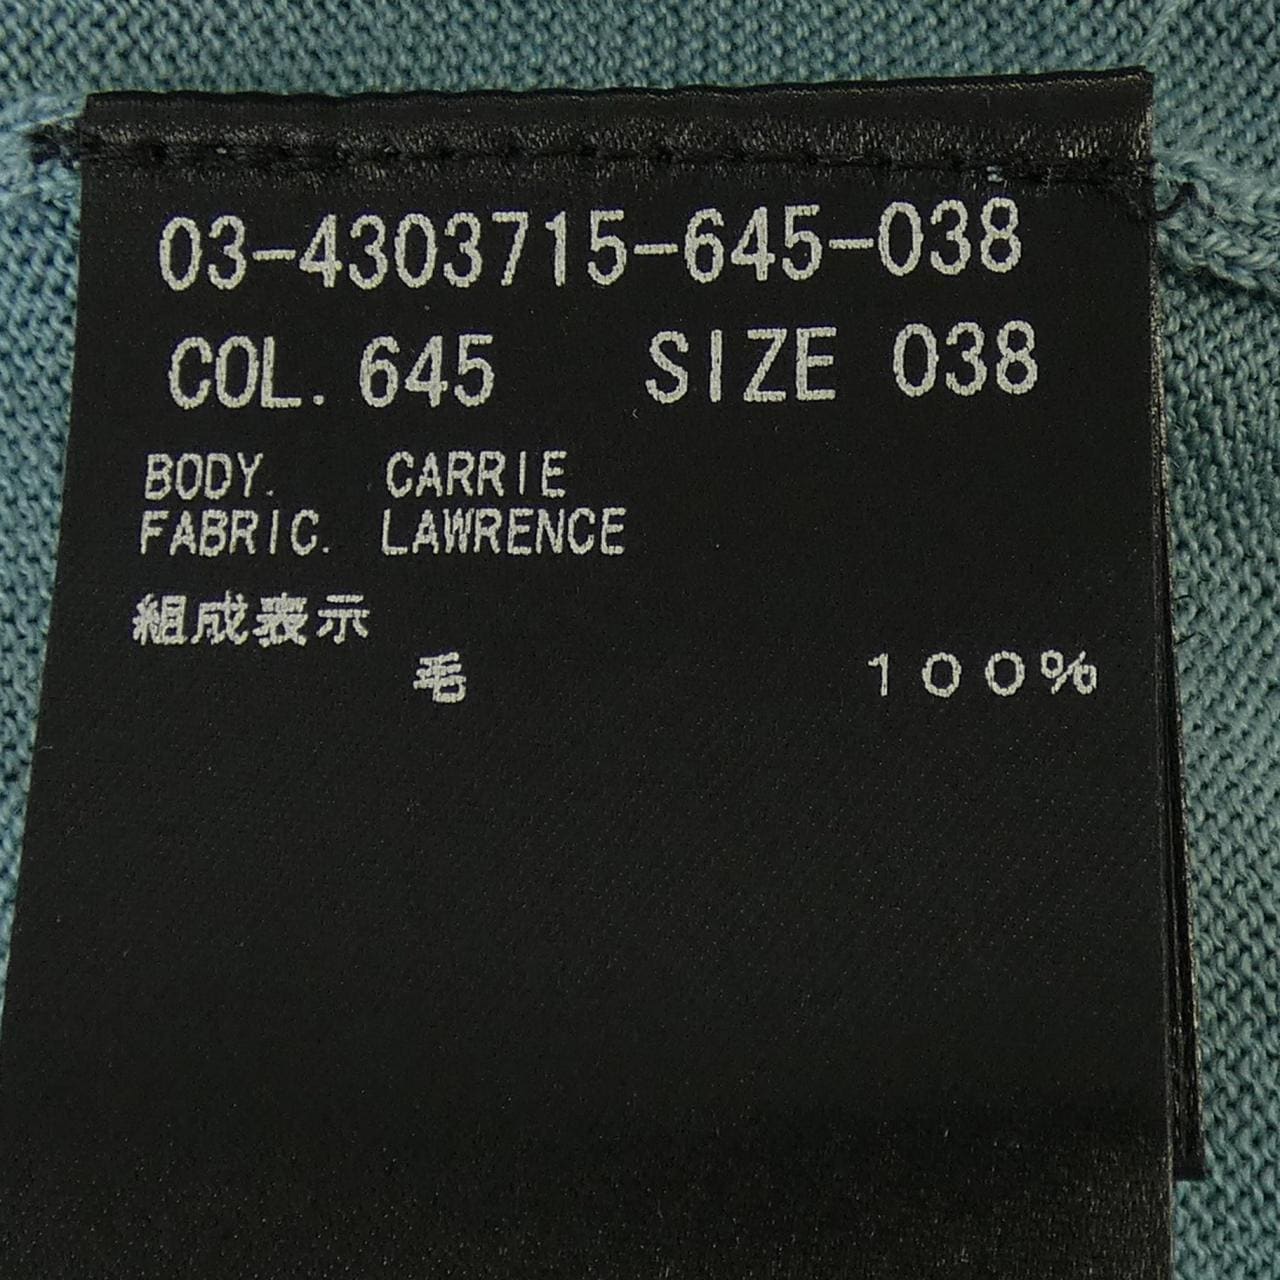 03-4303715-645-038
COL. 645 SIZE 038
BODY. CARRIE
FABRIC. LAWRENCE
組成表示
毛 100%